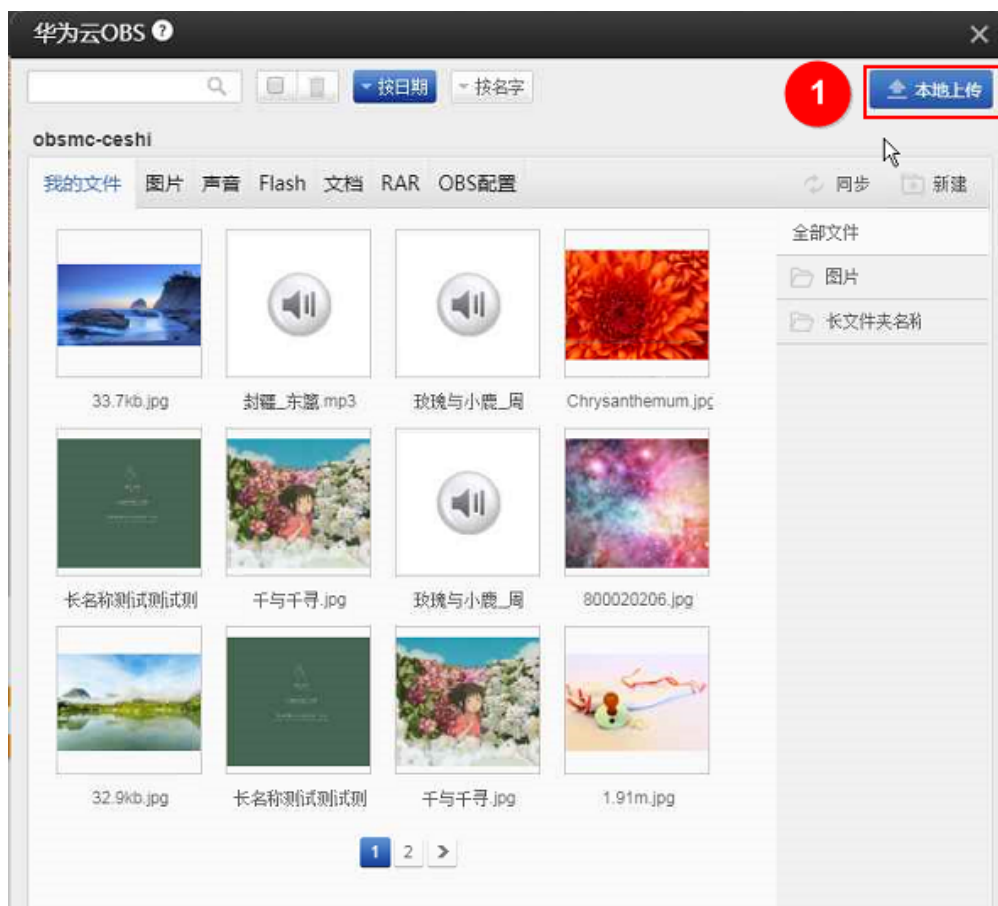 华为云OBS ?
按日期 按名字 1 本地上传
obsmc-ceshi
我的文件 图片 声音 Flash 文档 RAR OBS配置 同步 新建
全部文件
图片
长文件夹名称
33.7kb.jpg 封疆_东篱.mp3 玫瑰与小鹿_周 Chrysanthemum.jpg
长名称测试测试测 千与千寻.jpg 玫瑰与小鹿_周 800020206.jpg
32.9kb.jpg 长名称测试测试测 千与千寻.jpg 1.91m.jpg
1 2 >